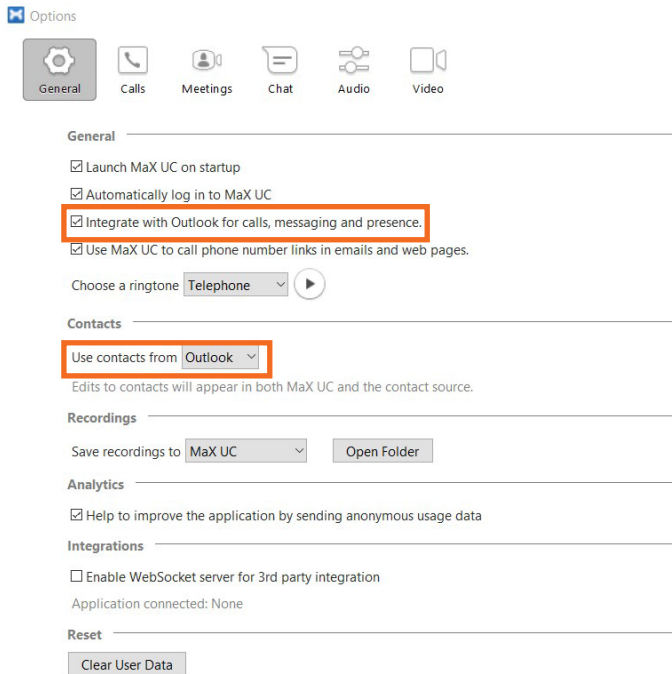 Options
General Calls Meetings Chat Audio Video
General
Launch MaX UC on startup
Automatically log in to MaX UC
Integrate with Outlook for calls, messaging and presence.
Use MaX UC to call phone number links in emails and web pages.
Choose a ringtone Telephone
Contacts
Use contacts from Outlook
Edits to contacts will appear in both MaX UC and the contact source.
Recordings
Save recordings to MaX UC Open Folder
Analytics
Help to improve the application by sending anonymous usage data
Integrations
Enable WebSocket server for 3rd party integration
Application connected: None
Reset
Clear User Data